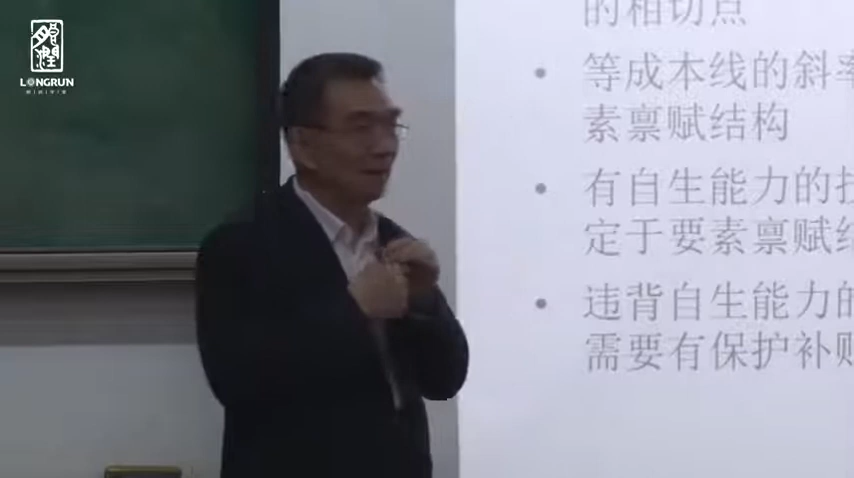 LONGRUN
的相切点
等成本线的斜率
素禀赋结构
有自生能力的技
定于要素禀赋结
违背自生能力的
需要有保护补贴